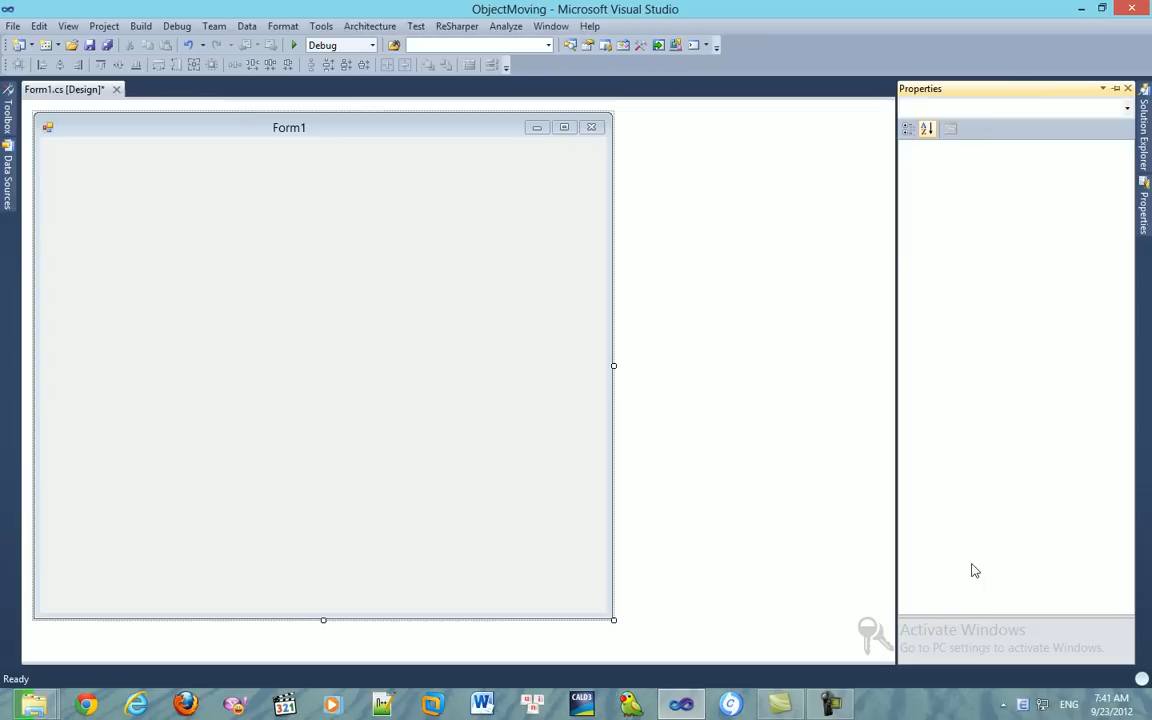 ObjectMoving - Microsoft Visual Studio
File Edit View Project Build Debug Team Data Format Tools Architecture Test ReSharper Analyze Window Help
Debug
Form1.cs [Design]*
Properties
Form1
Toolbox
Data Sources
Solution Explorer
Properties
Activate Windows
Go to PC settings to activate Windows.
Ready
321
CALD3
ENG
7:41 AM
9/23/2012